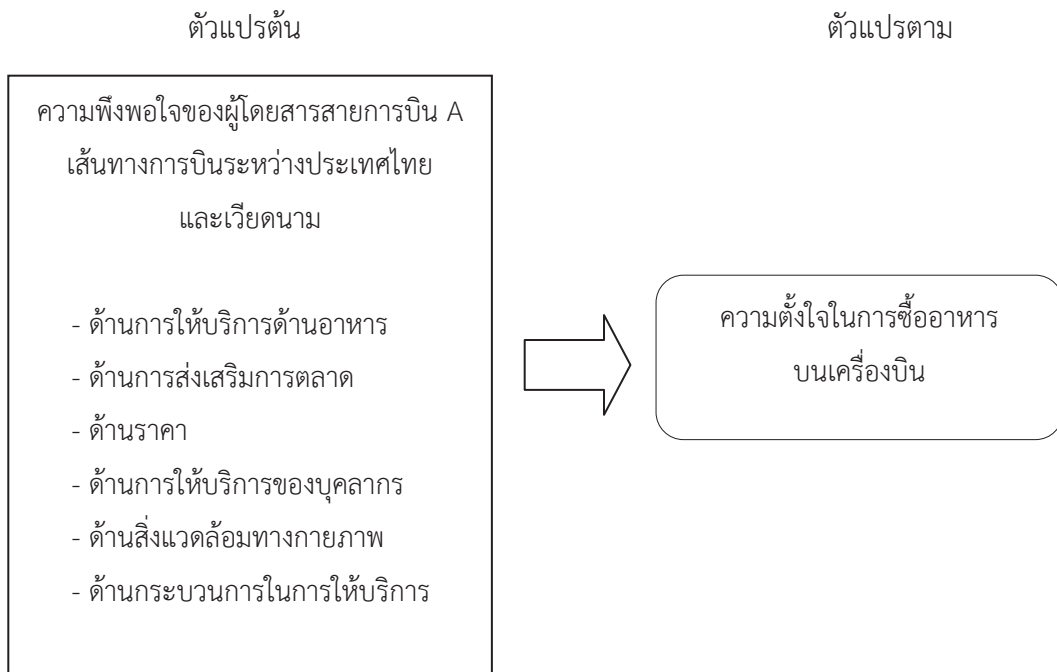 ตัวแปรต้น
ตัวแปรตาม
ความพึงพอใจของผู้โดยสารสายการบิน A
เส้นทางการบินระหว่างประเทศไทย
และเวียดนาม
- ด้านการให้บริการด้านอาหาร
- ด้านการส่งเสริมการตลาด
- ด้านราคา
- ด้านการให้บริการของบุคลากร
- ด้านสิ่งแวดล้อมทางกายภาพ
- ด้านกระบวนการในการให้บริการ
ความตั้งใจในการซื้ออาหาร
บนเครื่องบิน